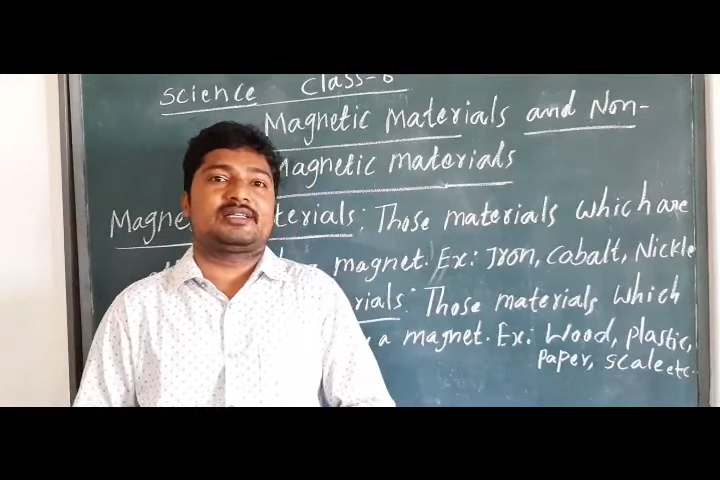 Science Class-6
Magnetic Materials and Non-
Magnetic materials
Magne terials: Those materials which are
magnet. Ex: Iron, Cobalt, Nickle
rials: Those materials which
a magnet. Ex: Wood, plastic,
Paper, scale etc.